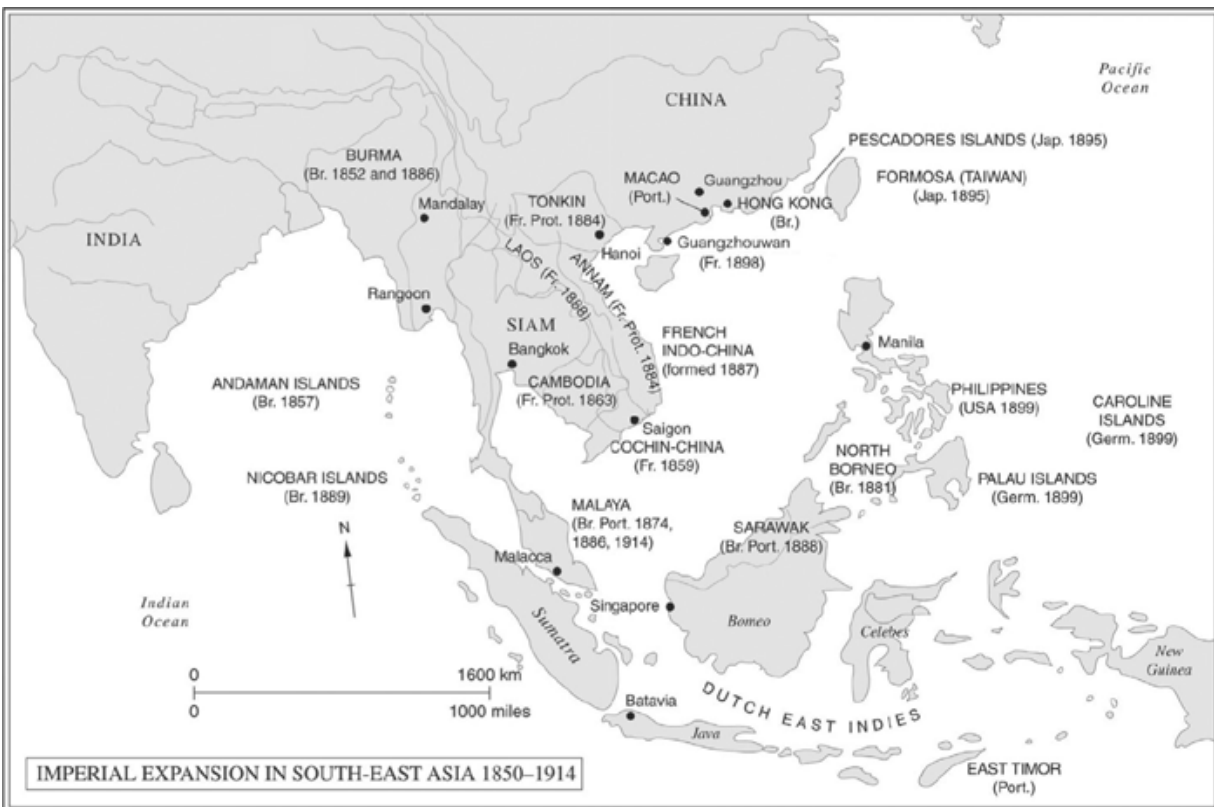 Pacific
Ocean
CHINA
PESCADORES ISLANDS (Jap. 1895)
BURMA
(Br. 1852 and 1886)
MACAO
(Port.)
Guangzhou
FORMOSA (TAIWAN)
(Jap. 1895)
TONKIN
(Fr. Prot. 1884)
HONG KONG
(Br.)
Mandalay
INDIA
Hanoi
Guangzhouwan
(Fr. 1898)
LAOS (Fr. 1868)
ANNAM (Fr. Prot. 1884)
Rangoon
SIAM
Bangkok
FRENCH
INDO-CHINA
(formed 1887)
Manila
ANDAMAN ISLANDS
(Br. 1857)
CAMBODIA
(Fr. Prot. 1863)
PHILIPPINES
(USA 1899)
CAROLINE
ISLANDS
(Germ. 1899)
Saigon
COCHIN-CHINA
(Fr. 1859)
NORTH
BORNEO
(Br. 1881)
NICOBAR ISLANDS
(Br. 1889)
PALAU ISLANDS
(Germ. 1899)
N
MALAYA
(Br. Port. 1874,
1886, 1914)
SARAWAK
(Br. Port. 1888)
Malacca
Indian
Ocean
Singapore
Sumatra
Borneo
Celebes
New
Guinea
0
1600 km
0
1000 miles
Batavia
DUTCH EAST INDIES
Java
IMPERIAL EXPANSION IN SOUTH-EAST ASIA 1850–1914
EAST TIMOR
(Port.)